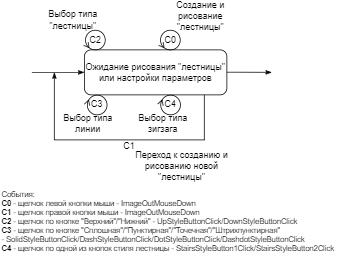 Выбор типа
"лестницы"
Создание и
рисование
"лестницы"
C2
C0
Ожидание рисования "лестницы"
или настройки параметров
C3
C4
Выбор типа
линии
Выбор типа
зигзага
C1
Переход к созданию и
рисованию новой
"лестницы"
События:
C0 - щелчок левой кнопки мыши - ImageOutMouseDown
C1 - щелчок правой кнопки мыши - ImageOutMouseDown
C2 - щелчок по кнопке "Верхний"/"Нижний" - UpStyleButtonClick/DownStyleButtonClick
C3 - щелчок по кнопке "Сплошная"/"Пунктирная"/"Точечная"/"Штрихпунктирная"
- SolidStyleButtonClick/DashStyleButtonClick/DotStyleButtonClick/DashdotStyleButtonClick
C4 - щелчок по одной из кнопок стиля лестницы - StairsStyleButton1Click/StairsStyleButton2Click